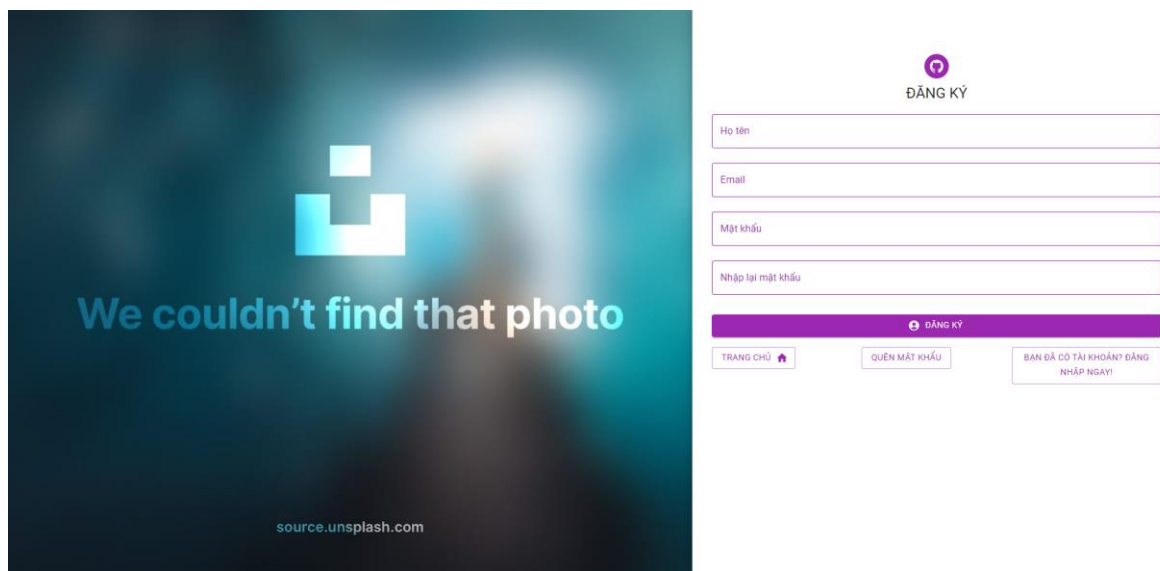 We couldn't find that photo
source.unsplash.com
ĐĂNG KÝ
Họ tên
Email
Mật khẩu
Nhập lại mật khẩu
ĐĂNG KÝ
TRANG CHỦ
QUÊN MẬT KHẨU
BẠN ĐÃ CÓ TÀI KHOẢN? ĐĂNG
NHẬP NGAY!